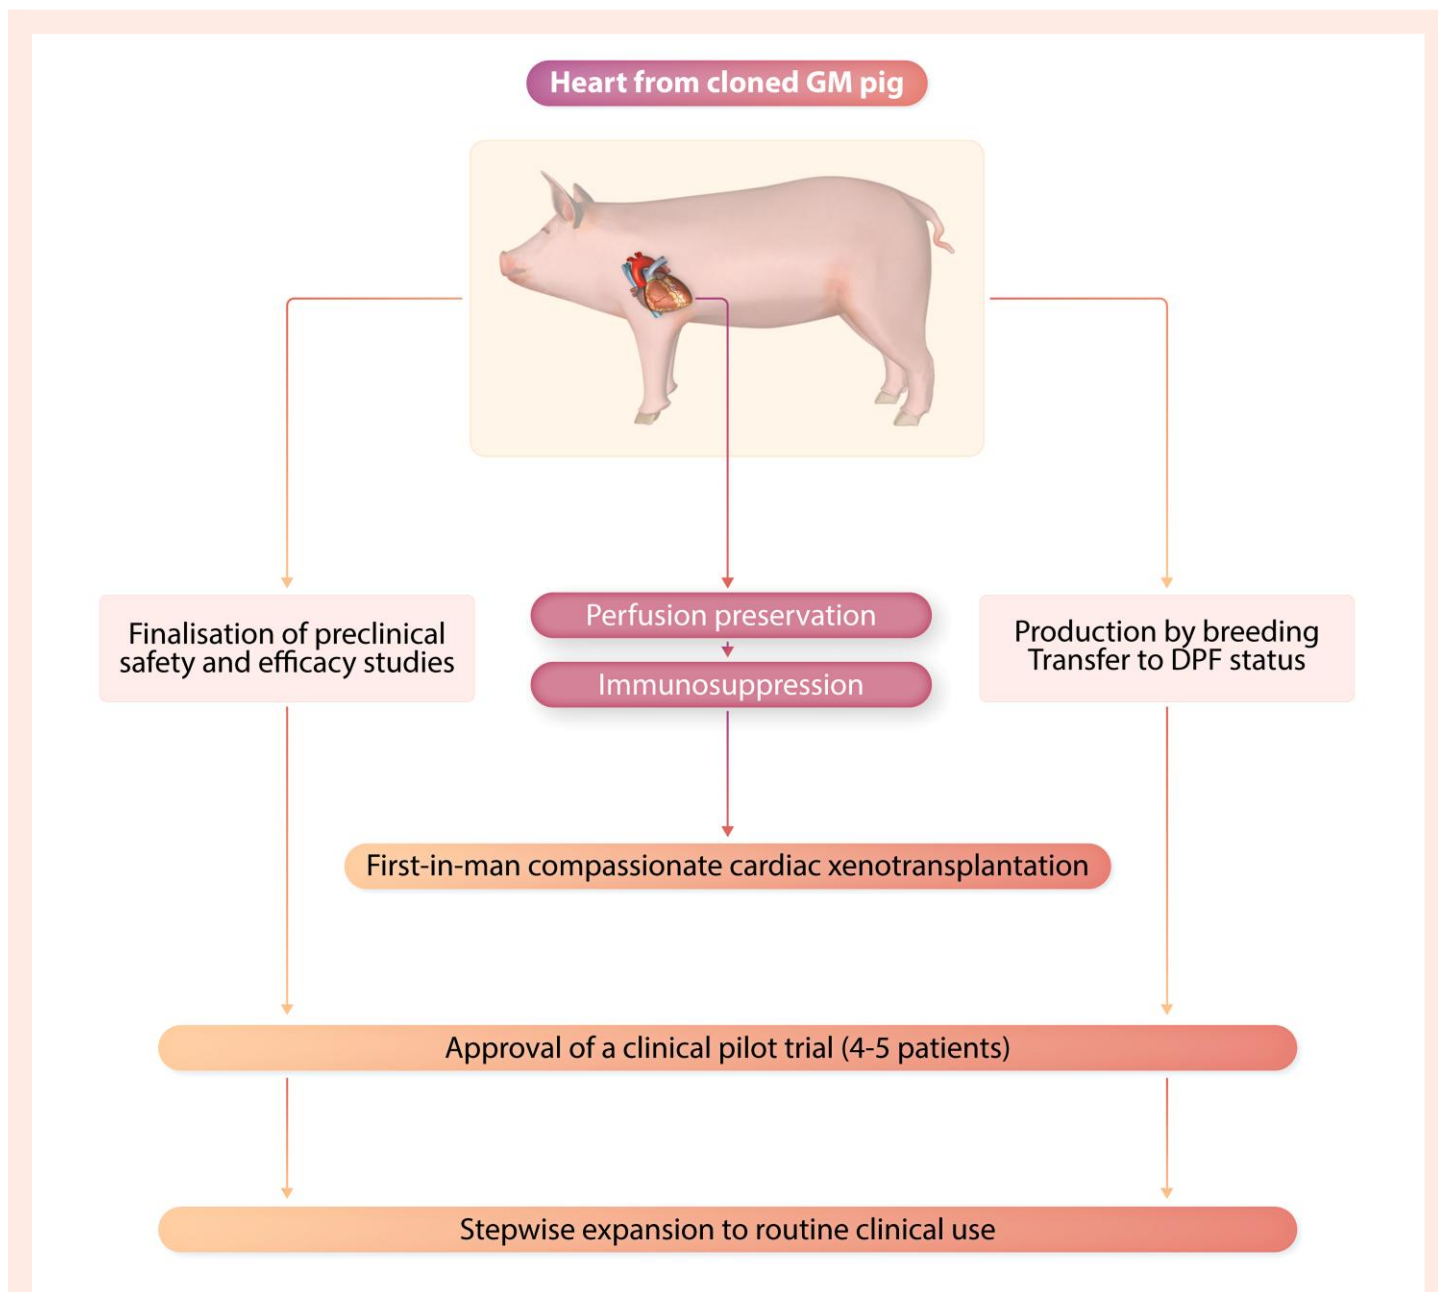 Heart from cloned GM pig
Finalisation of preclinical
safety and efficacy studies
Perfusion preservation
Immunosuppression
Production by breeding
Transfer to DPF status
First-in-man compassionate cardiac xenotransplantation
Approval of a clinical pilot trial (4-5 patients)
Stepwise expansion to routine clinical use